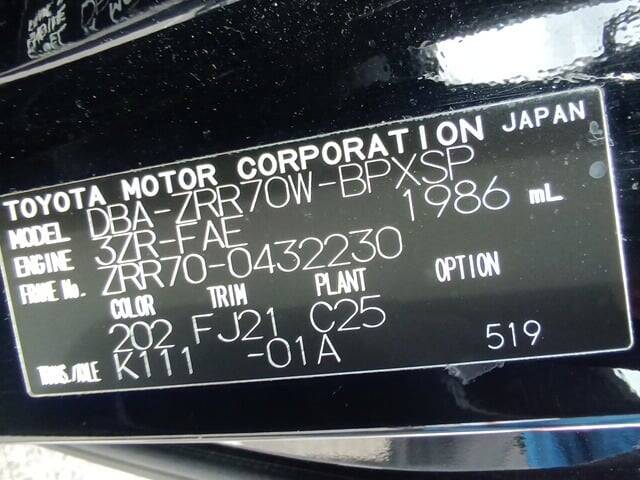 TOYOTA MOTOR CORPORATION JAPAN
MODEL DBA-ZRR70W-BPXSP
ENGINE 3ZR-FAE 1986 mL
FRAME No. ZRR70-0432230
COLOR TRIM PLANT OPTION
202 FJ21 C25
TRANS./AXLE K111 -01A 519